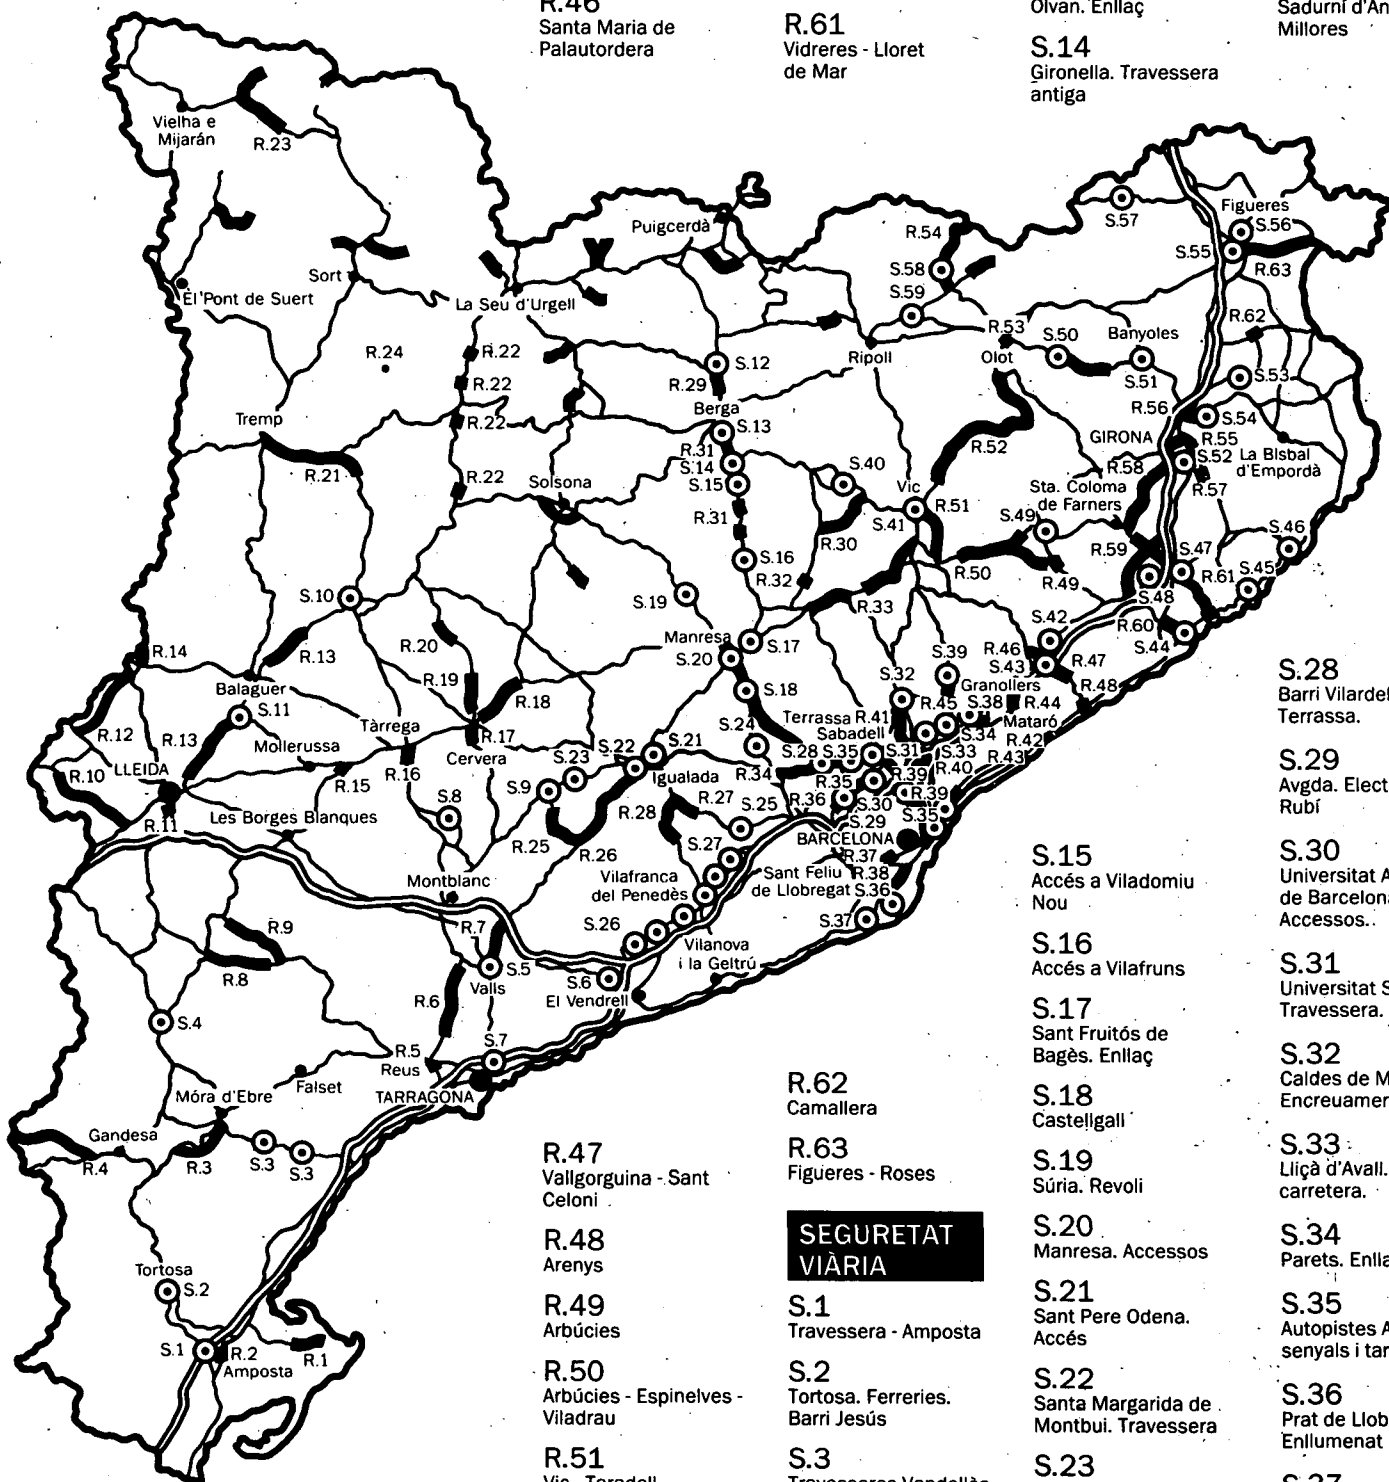 R.46
Santa Maria de
Palautordera
R.61
Vidreres - Lloret
de Mar
Olvan. Enllaç
S.14
Gironella. Travessera
antiga
Millores
Vielha e
Mijarán
R.23
Puigcerdà
R.54
S.57
Figueres
S.56
S.55
R.63
S.58
Sort
El Pont de Suert
La Seu d'Urgell
S.59
R.62
R.53
S.50
Banyoles
Olot
Ripoll
R.24
R.22
S.12
S.51
R.22
R.29
S.53
Berga
Tremp
R.22
S.13
R.56
S.54
R.52
GIRONA
R.55
R.31
S.14
S.52
La Bisbal
d'Empordà
R.21
R.22
S.15
S.40
R.58
Solsona
Vic
Sta. Coloma
de Farners
R.57
R.31
S.41
R.51
S.49
S.46
R.30
R.59
S.47
S.16
R.50
R.49
R.61
S.45
R.32
S.10
S.19
R.33
S.48
R.60
S.42
R.14
R.13
R.20
Manresa
S.17
S.20
S.39
R.46
S.43
S.44
R.47
R.19
R.18
S.32
Granollers
Balaguer
S.18
R.48
S.11
R.45
S.38
R.44
R.12
R.13
Tàrrega
S.24
Terrassa
R.41
Sabadell
Mataró
Mollerussa
R.17
S.22
S.21
S.34
R.42
R.10
LLEIDA
R.16
Cervera
S.23
S.28
S.35
S.31
S.33
R.43
R.15
Igualada
R.34
R.40
R.35
R.39
S.9
S.8
R.28
R.27
S.25
R.36
S.30
R.39
R.11
Les Borges Blanques
S.29
S.35
BARCELONA
R.25
R.26
S.27
R.37
Montblanc
Vilafranca
del Penedès
Sant Feliu
de Llobregat
R.38
S.36
R.7
S.26
S.37
R.9
R.8
S.5
Valls
S.6
El Vendrell
Vilanova
i la Geltrú
R.6
S.4
S.7
R.5
Reus
Falset
Móra d'Ebre
TARRAGONA
Gandesa
R.4
R.3
S.3
S.3
Tortosa
S.2
S.1
R.2
Amposta
R.1
R.47
Vallgorguina - Sant
Celoni
R.48
Arenys
R.49
Arbúcies
R.50
Arbúcies - Espinelves -
Viladrau
R.51
R.62
Camallera
R.63
Figueres - Roses
SEGURETAT
VIÀRIA
S.1
Travessera - Amposta
S.2
Tortosa. Ferreries.
Barri Jesús
S.3
S.15
Accés a Viladomiu
Nou
S.16
Accés a Vilafruns
S.17
Sant Fruitós de
Bagès. Enllaç
S.18
Castellgali
S.19
Súria. Revoli
S.20
Manresa. Accessos
S.21
Sant Pere Odena.
Accés
S.22
Santa Margarida de
Montbui. Travessera
S.23
S.28
Terrassa.
S.29
Rubí
S.30
Universitat A
de Barcelona
Accessos.
S.31
Universitat S
Travessera.
S.32
Caldes de M
Encreuamen
S.33
Lliçà d'Avall.
carretera.
S.34
Parets. Enlla
S.35
Autopistes A
senyals i tar
S.36
Prat de Llob
Enllumenat
S.37